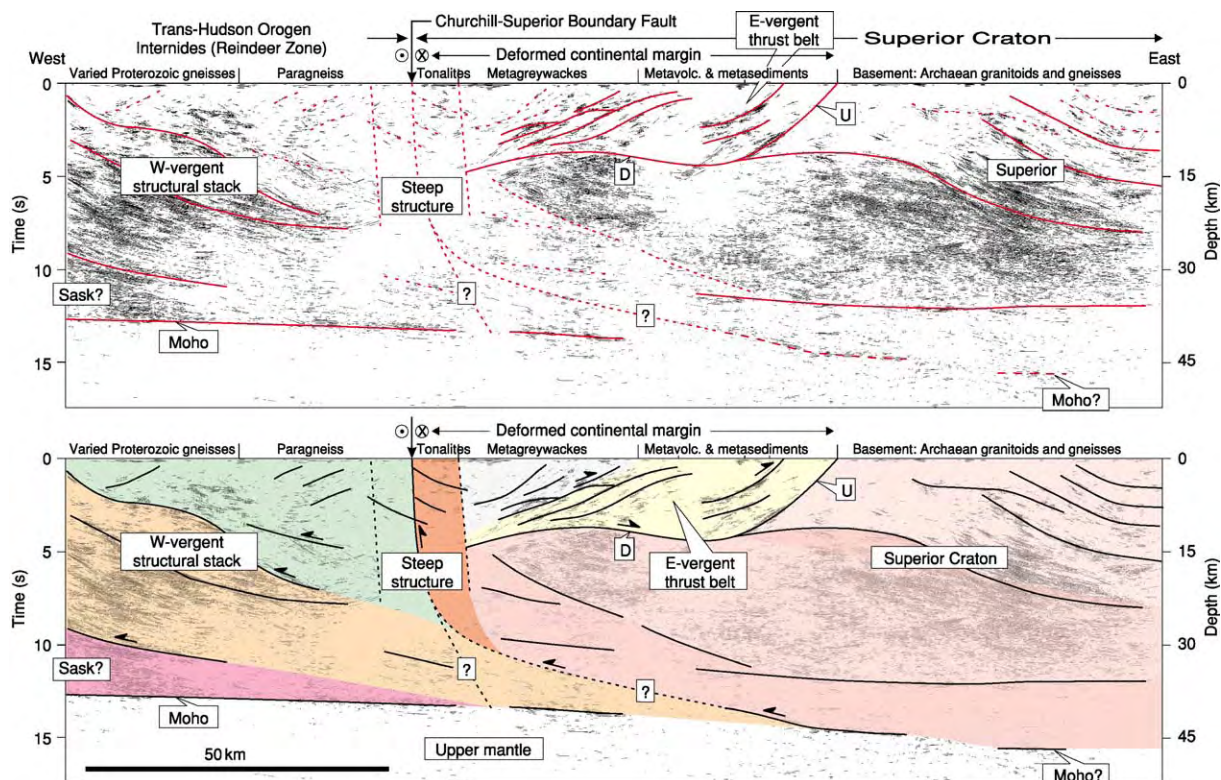 Trans-Hudson Orogen
Internides (Reindeer Zone)
Churchill-Superior Boundary Fault
E-vergent
thrust belt
Superior Craton
West
Deformed continental margin
East
Varied Proterozoic gneisses
Paragneiss
Tonalites
Metagreywackes
Metavolc. & metasediments
Basement: Archaean granitoids and gneisses
0
0
U
W-vergent
structural stack
D
Superior
5
Steep
structure
15
Time (s)
Depth (km)
10
30
Sask?
?
?
Moho
15
45
Moho?
Deformed continental margin
Varied Proterozoic gneisses
Paragneiss
Tonalites
Metagreywackes
Metavolc. & metasediments
Basement: Archaean granitoids and gneisses
0
0
U
W-vergent
structural stack
5
D
15
Steep
structure
E-vergent
thrust belt
Superior Craton
Time (s)
Depth (km)
10
30
Sask?
?
?
Moho
15
50 km
Upper mantle
45
Moho?